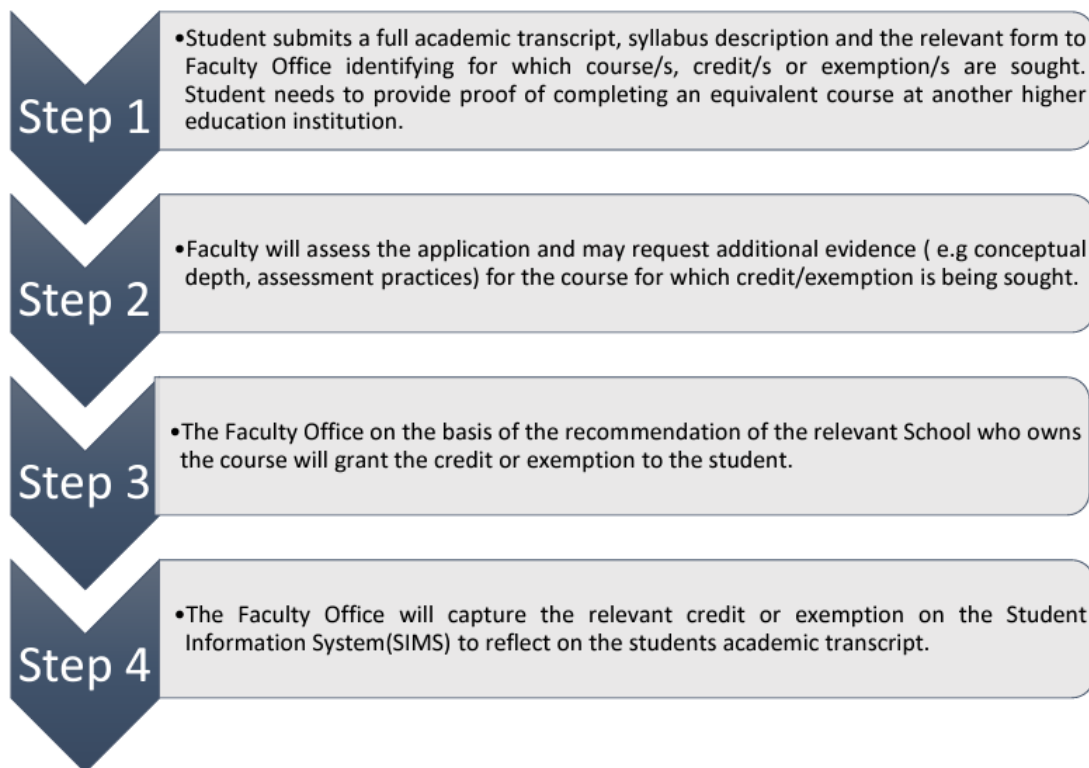 Step 1
•Student submits a full academic transcript, syllabus description and the relevant form to
Faculty Office identifying for which course/s, credit/s or exemption/s are sought.
Student needs to provide proof of completing an equivalent course at another higher
education institution.
Step 2
•Faculty will assess the application and may request additional evidence ( e.g conceptual
depth, assessment practices) for the course for which credit/exemption is being sought.
Step 3
•The Faculty Office on the basis of the recommendation of the relevant School who owns
the course will grant the credit or exemption to the student.
Step 4
•The Faculty Office will capture the relevant credit or exemption on the Student
Information System(SIMS) to reflect on the students academic transcript.